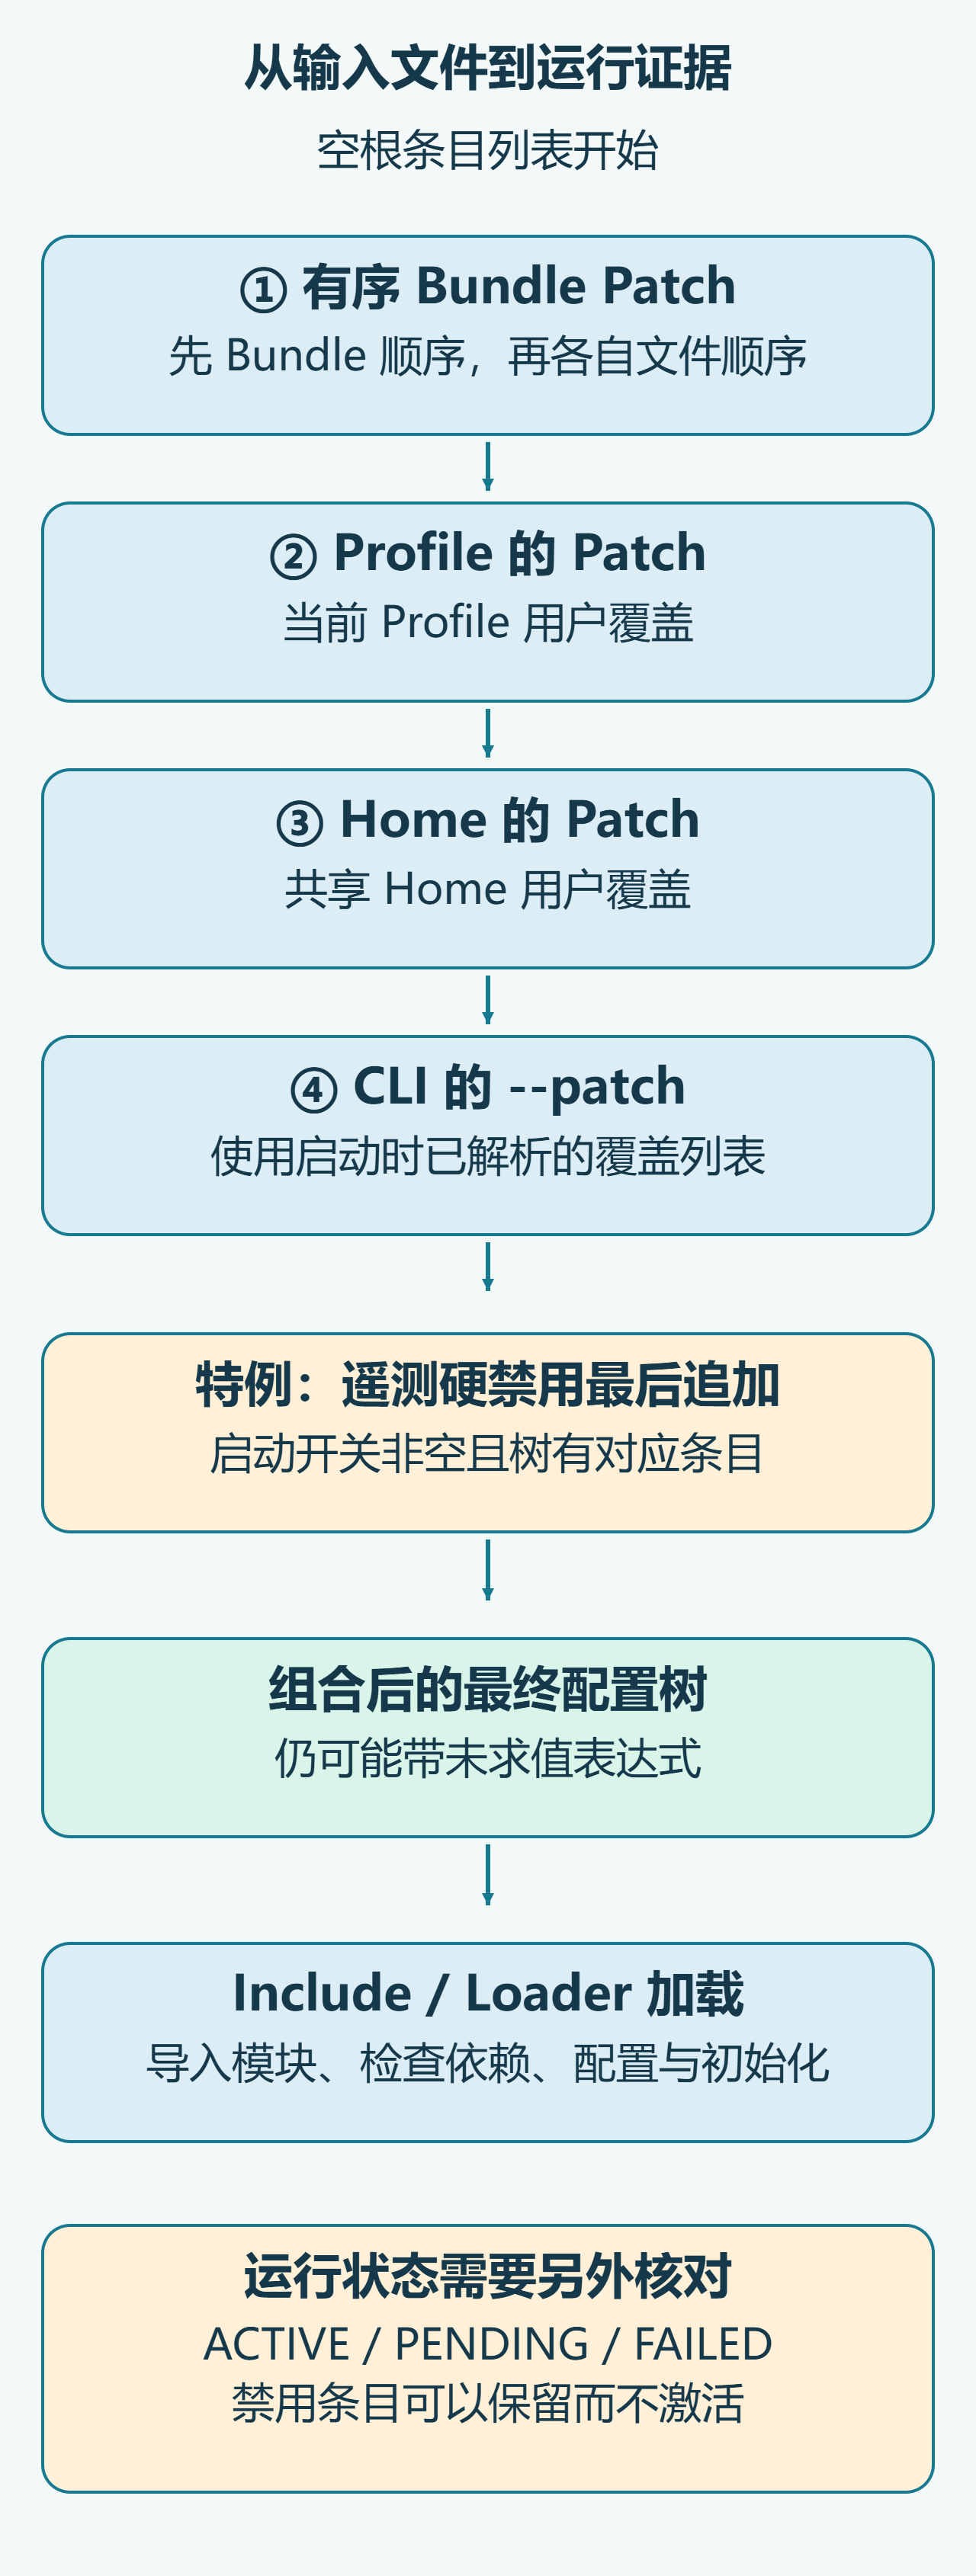 从输入文件到运行证据
空根条目列表开始
① 有序 Bundle Patch
先 Bundle 顺序，再各自文件顺序
② Profile 的 Patch
当前 Profile 用户覆盖
③ Home 的 Patch
共享 Home 用户覆盖
④ CLI 的 --patch
使用启动时已解析的覆盖列表
特例：遥测硬禁用最后追加
启动开关非空且树有对应条目
组合后的最终配置树
仍可能带未求值表达式
Include / Loader 加载
导入模块、检查依赖、配置与初始化
运行状态需要另外核对
ACTIVE / PENDING / FAILED
禁用条目可以保留而不激活